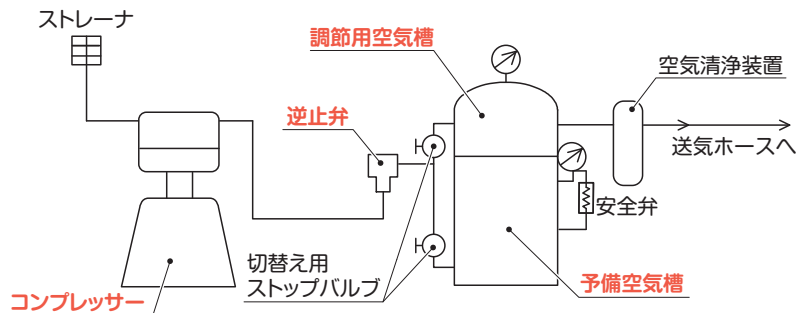 ストレーナ
調節用空気槽
空気清浄装置
逆止弁
送気ホースへ
安全弁
切替え用
ストップバルブ
予備空気槽
コンプレッサー